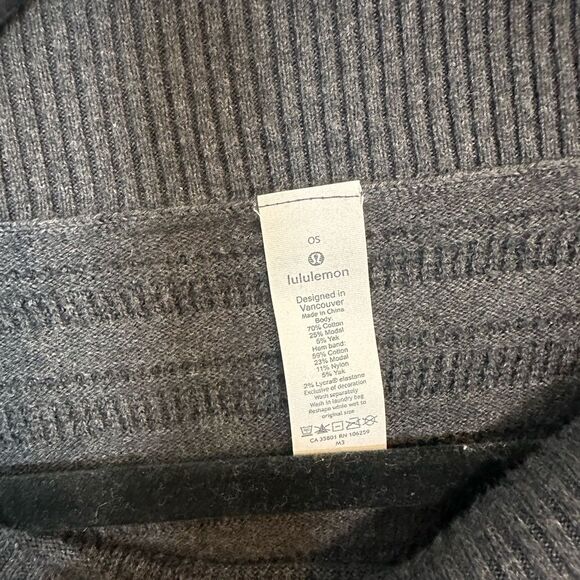 OS
lululemon
Designed in
Vancouver
Made in China
Body:
70% Cotton
25% Modal
5% Yak
Hem band:
59% Cotton
23% Modal
11% Nylon
5% Yak
2% Lycra® elastane
Exclusive of decoration
Wash separately
Wash in laundry bag
Reshape while wet to
original size
CA 35801 RN 106259
M3